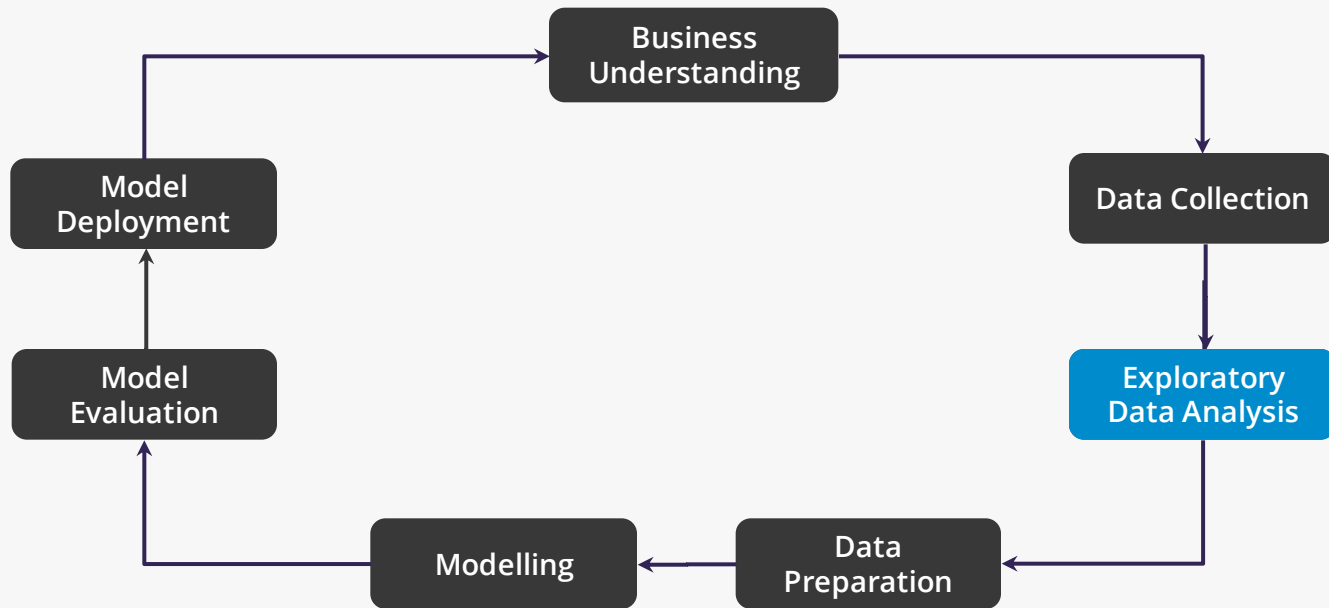 Business
Understanding
Model
Deployment
Data Collection
Model
Evaluation
Exploratory
Data Analysis
Modelling
Data
Preparation